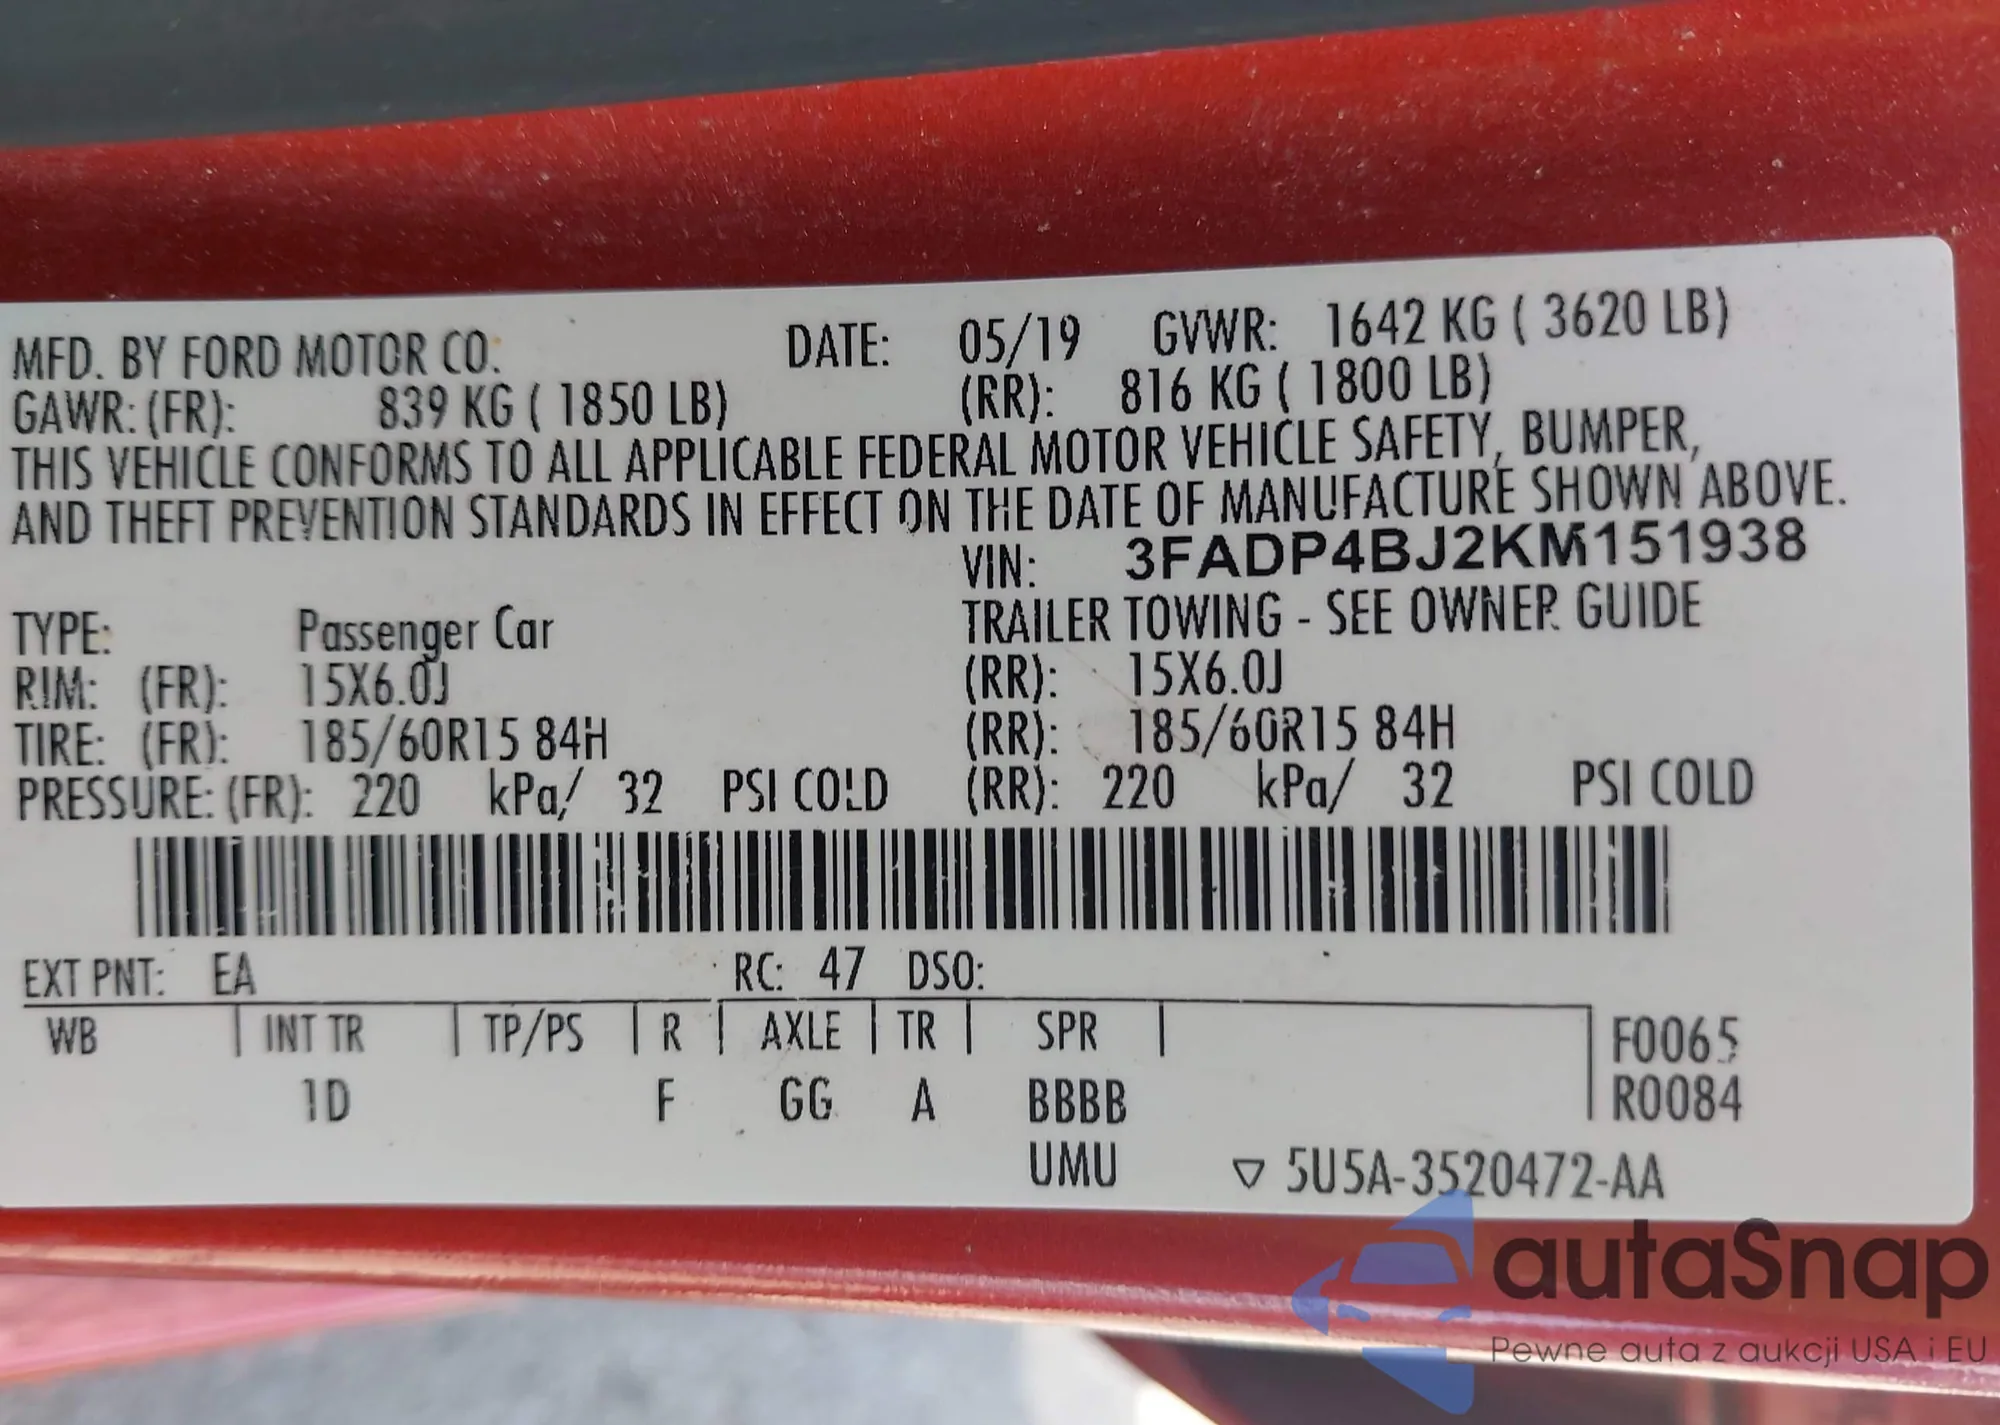 MFD. BY FORD MOTOR CO. DATE: 05/19 GVWR: 1642 KG ( 3620 LB)
GAWR: (FR): 839 KG ( 1850 LB) (RR): 816 KG ( 1800 LB)
THIS VEHICLE CONFORMS TO ALL APPLICABLE FEDERAL MOTOR VEHICLE SAFETY, BUMPER,
AND THEFT PREVENTION STANDARDS IN EFFECT ON THE DATE OF MANUFACTURE SHOWN ABOVE.
VIN: 3FADP4BJ2KM151938
TYPE: Passenger Car TRAILER TOWING - SEE OWNER GUIDE
RIM: (FR): 15X6.0J (RR): 15X6.0J
TIRE: (FR): 185/60R15 84H (RR): 185/60R15 84H
PRESSURE: (FR): 220 kPa/ 32 PSI COLD (RR): 220 kPa/ 32 PSI COLD
EXT PNT: EA RC: 47 DSO:
WB | INT TR | TP/PS | R | AXLE | TR | SPR | F0065
1D F GG A BBBB R0084
UMU ▽ 5U5A-3520472-AA
autaSnap
Pewne auta z aukcji USA i EU